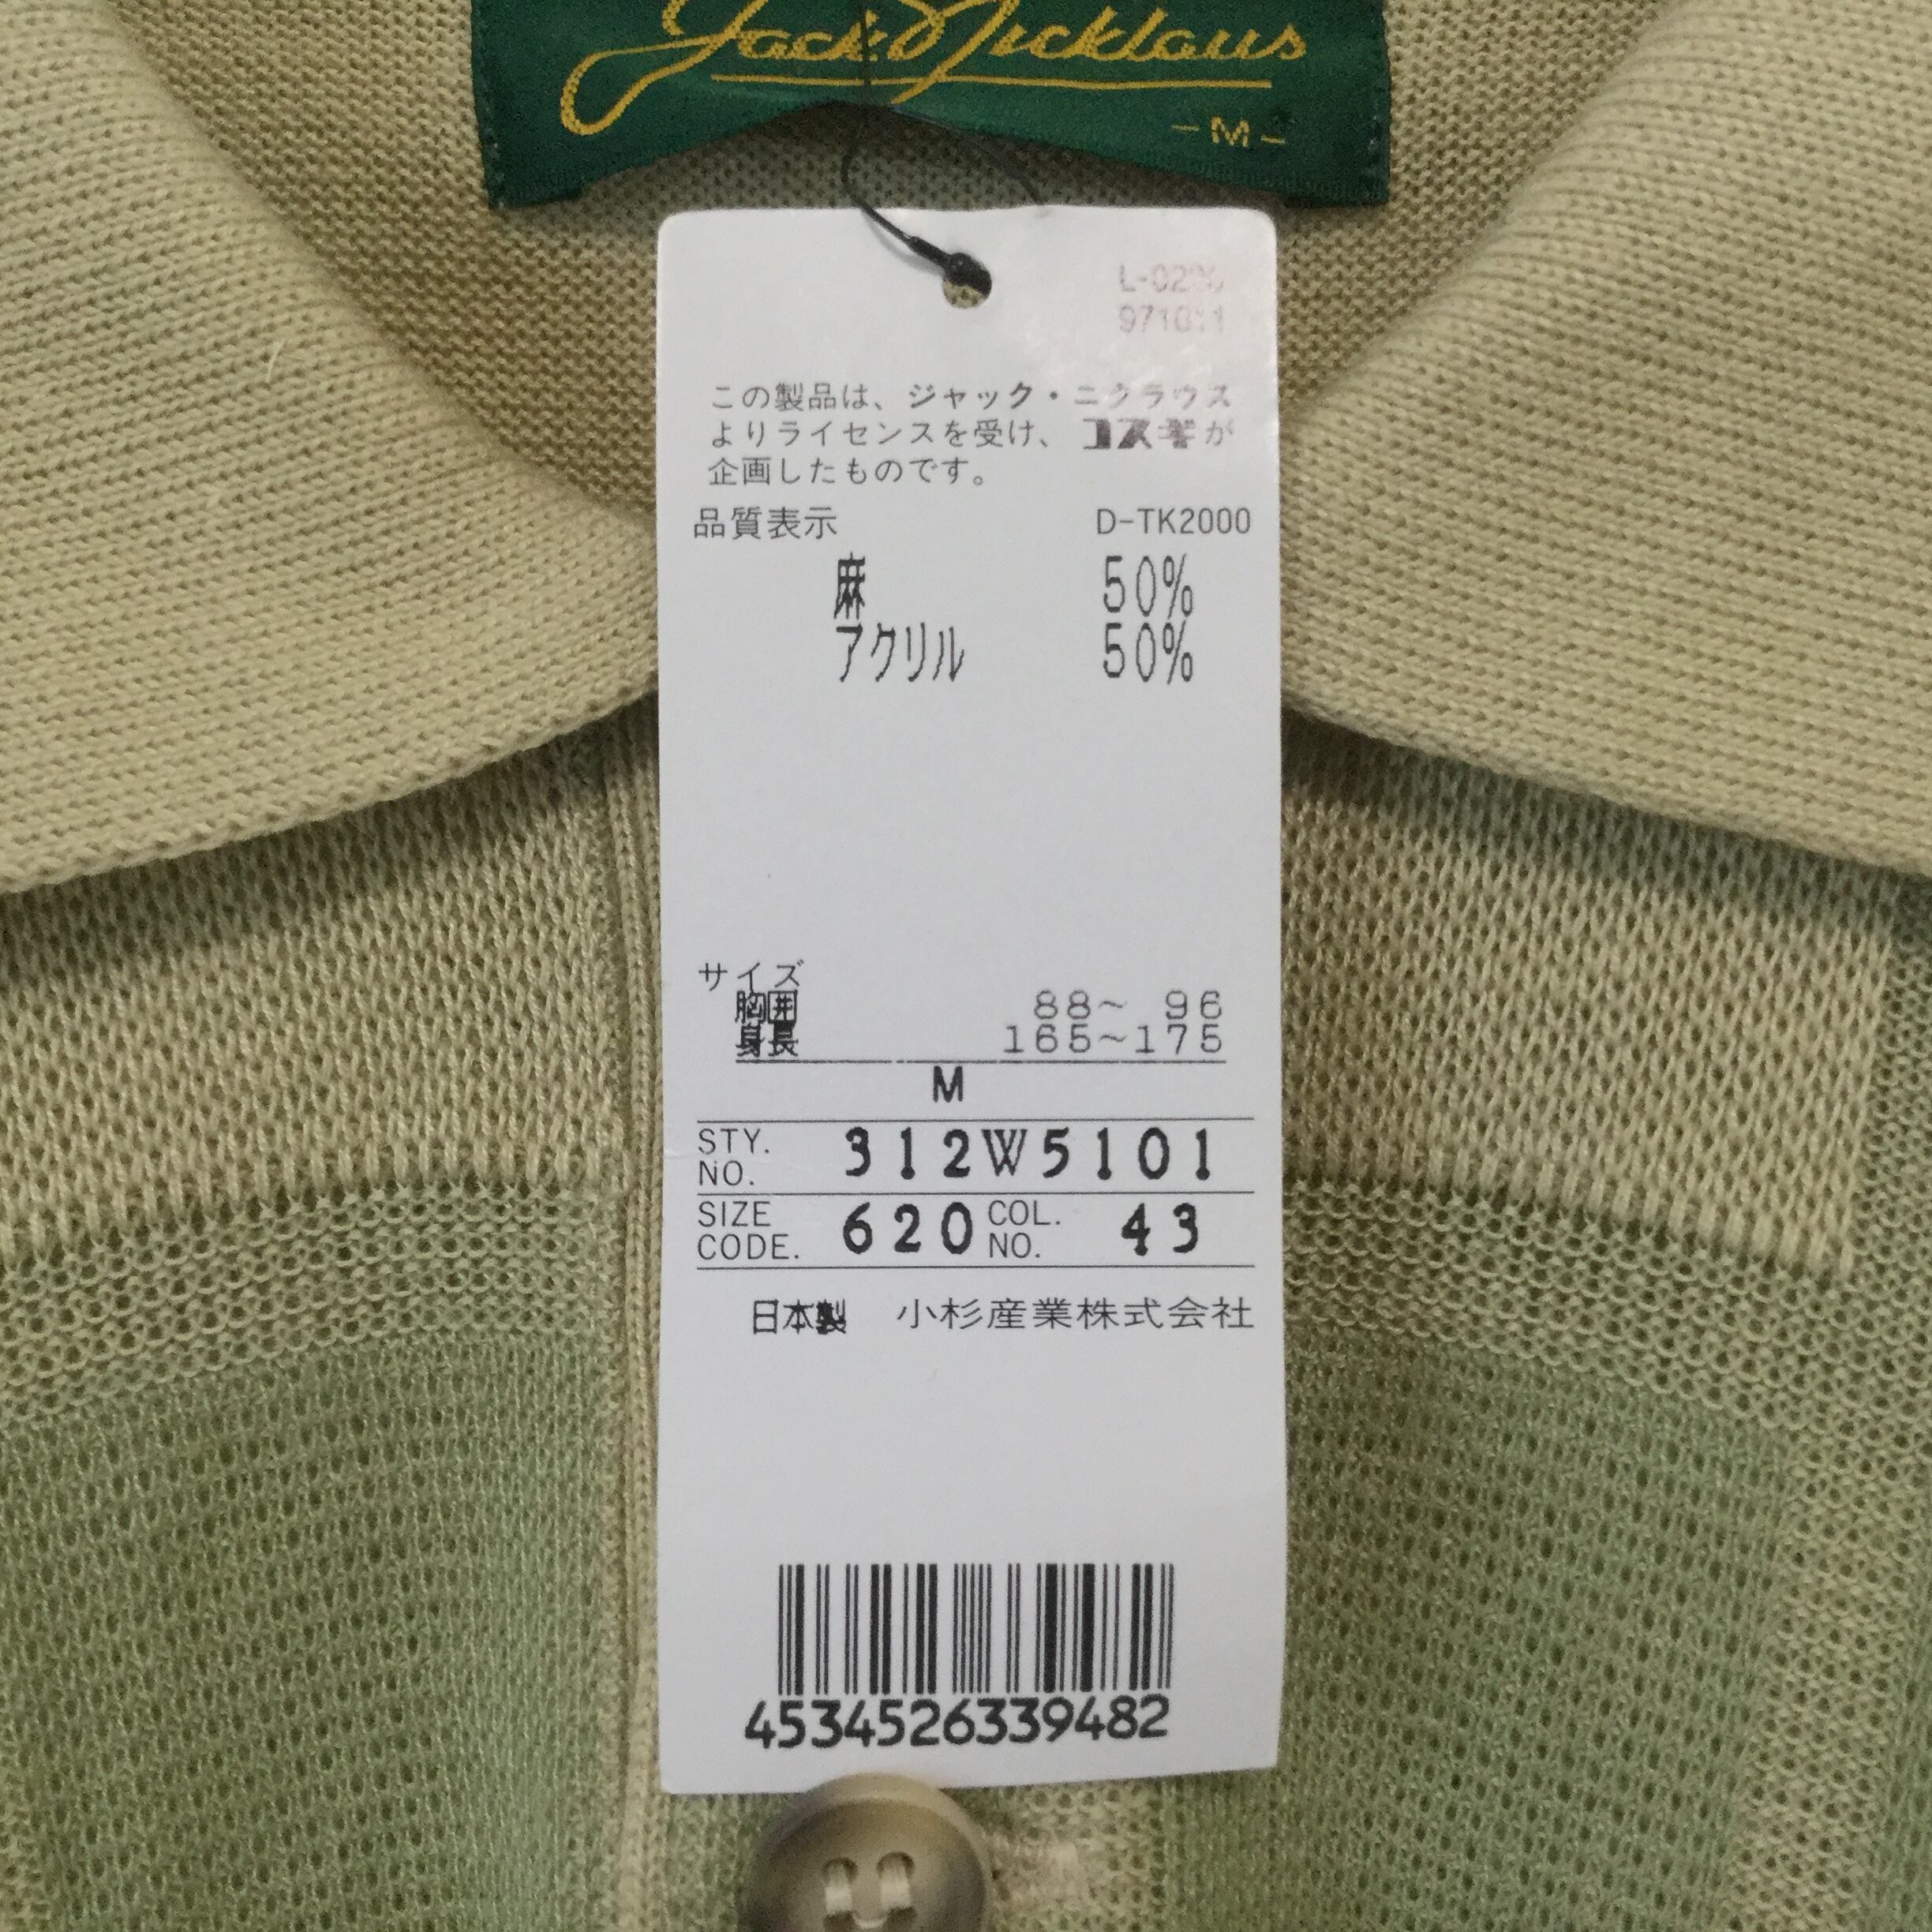 Jack Nicklaus
-M-
この製品は、ジャック・ニクラウス
よりライセンスを受け、コスギが
企画したものです。
品質表示 D-TK2000
麻 50%
アクリル 50%
サイズ
胸囲 88~ 96
身長 165~175
M
STY. NO. 312W5101
SIZE CODE. 620 COL. NO. 43
日本製 小杉産業株式会社
4534526339482